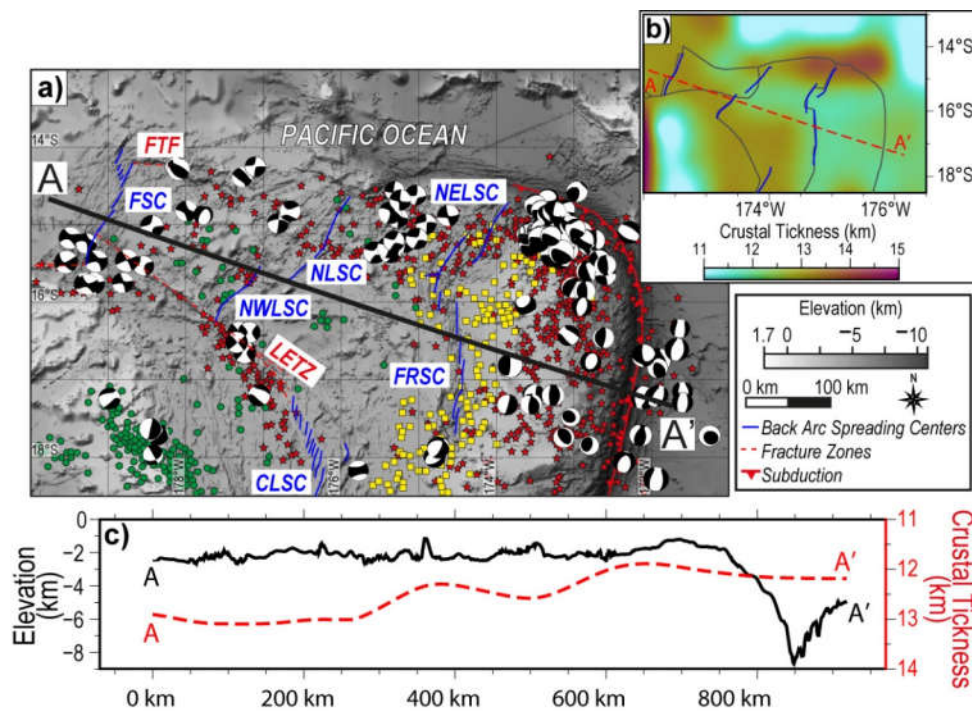 a)
PACIFIC OCEAN
14°S
16°S
18°S
178°W
176°W
174°W
A
A'
FTF
FSC
NELSC
NLSC
NWLSC
LETZ
FRSC
CLSC
b)
A
A'
14°S
16°S
18°S
174°W
176°W
Crustal Tickness (km)
11 12 13 14 15
Elevation (km)
1.7 0 −5 −10
0 km 100 km
N
Back Arc Spreading Centers
Fracture Zones
Subduction
c)
Elevation
(km)
0
−2
−4
−6
−8
A
A'
A
A'
11
12
13
14
Crustal Tickness
(km)
0 km 200 km 400 km 600 km 800 km